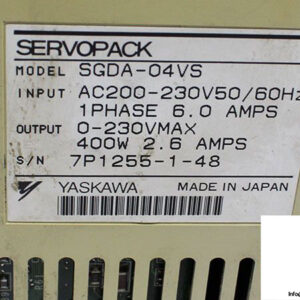 SERVOPACK
MODEL SGDA-04VS
INPUT AC200-230V50/60Hz
1PHASE 6.0 AMPS
OUTPUT 0-230VMAX
400W 2.6 AMPS
S/N 7P1255-1-48
YASKAWA MADE IN JAPAN